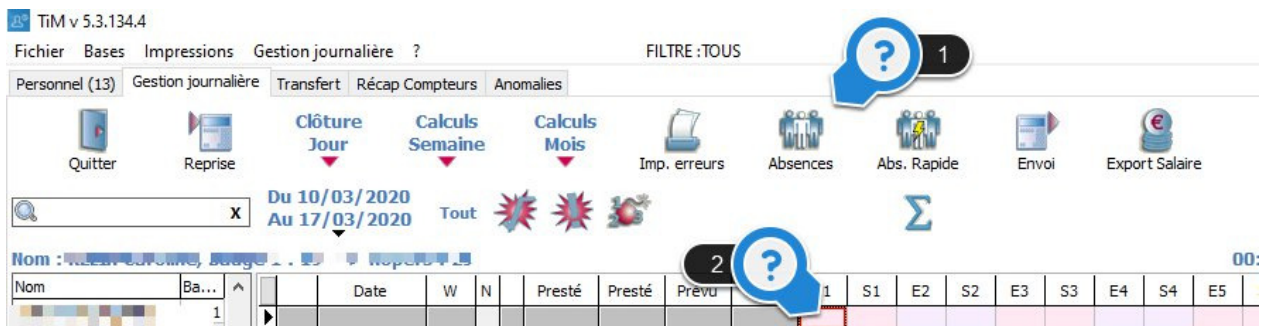 TiM v 5.3.134.4
Fichier Bases Impressions Gestion journalière ? FILTRE :TOUS
? 1
Personnel (13) Gestion journalière Transfert Récap Compteurs Anomalies
Clôture Jour Calculs Semaine Calculs Mois
Quitter Reprise Imp. erreurs Absences Abs. Rapide Envoi Export Salaire
X Du 10/03/2020 Tout
Au 17/03/2020
Nom : 2 ? 00:
Nom Ba... Date W N Presté Presté Prévu 1 S1 E2 S2 E3 S3 E4 S4 E5
1